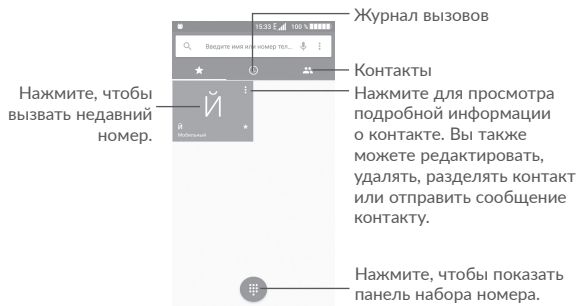 Журнал вызовов
15:33 E 100 %
Введите имя или номер тел...
Контакты
Нажмите, чтобы
вызвать недавний
номер.
Й
Й
Мобильный
Нажмите для просмотра
подробной информации
о контакте. Вы также
можете редактировать,
удалять, разделять контакт
или отправить сообщение
контакту.
Нажмите, чтобы показать
панель набора номера.